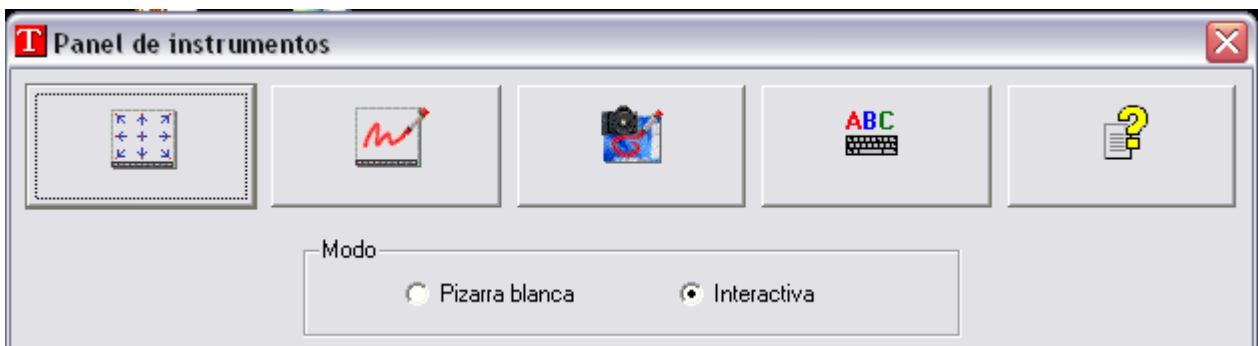 T Panel de instrumentos
ABC
Modo
Pizarra blanca Interactiva